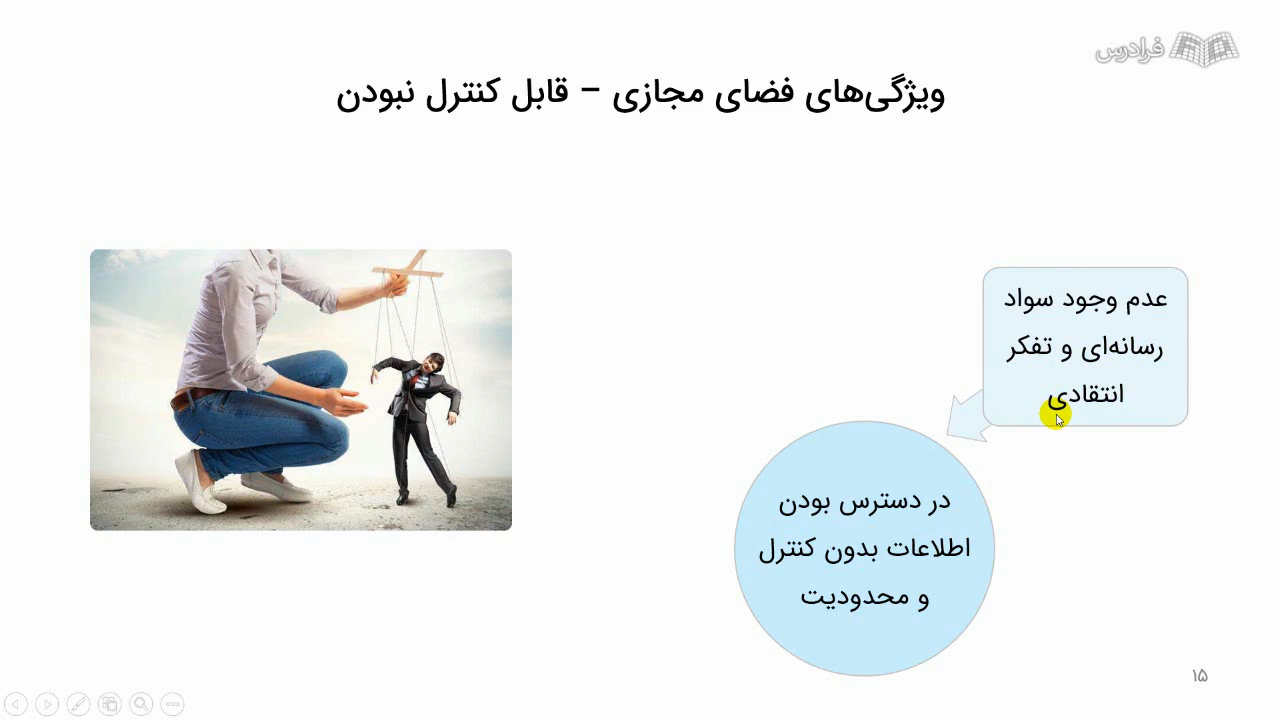 فرادرس
ویژگی‌های فضای مجازی – قابل کنترل نبودن
عدم وجود سواد
رسانه‌ای و تفکر
انتقادی
در دسترس بودن
اطلاعات بدون کنترل
و محدودیت
۱۵